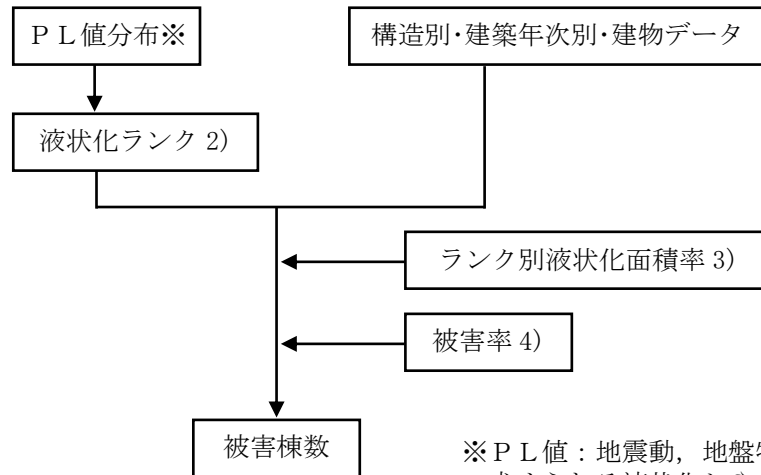 ＰＬ値分布※
構造別･建築年次別･建物データ
液状化ランク 2)
ランク別液状化面積率 3)
被害率 4)
被害棟数
※ＰＬ値：地震動，地盤